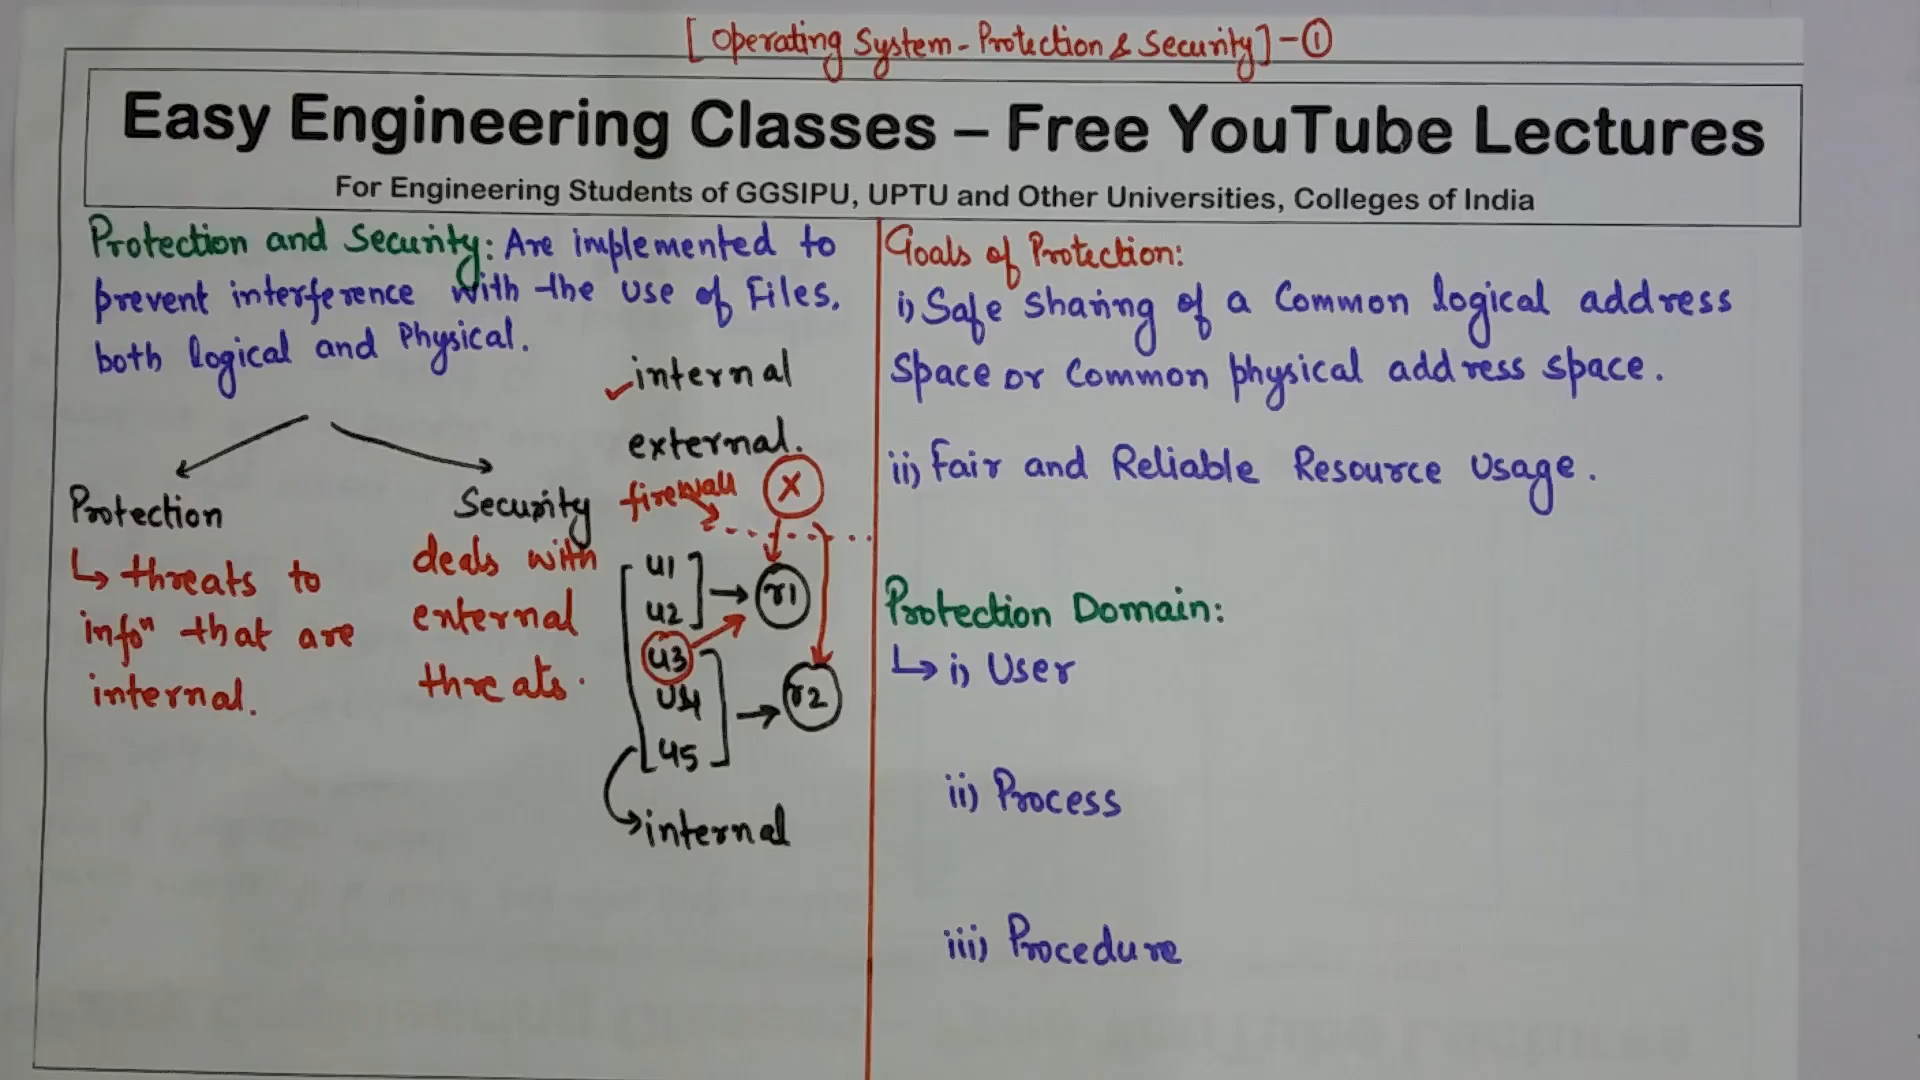 [Operating System - Protection & Security] - ①
Easy Engineering Classes – Free YouTube Lectures
For Engineering Students of GGSIPU, UPTU and Other Universities, Colleges of India
Protection and Security: Are implemented to
prevent interference with the use of Files,
both logical and Physical.
✓internal
external.
Protection
↳ threats to
infoⁿ that are
internal.
Security
deals with
external
threats.
firewall
X
u1
u2
u3
u4
u5
r1
r2
internal
Goals of Protection:
i) Safe Sharing of a Common logical address
Space or Common physical address space.
ii) Fair and Reliable Resource Usage.
Protection Domain:
↳ i) User
ii) Process
iii) Procedure